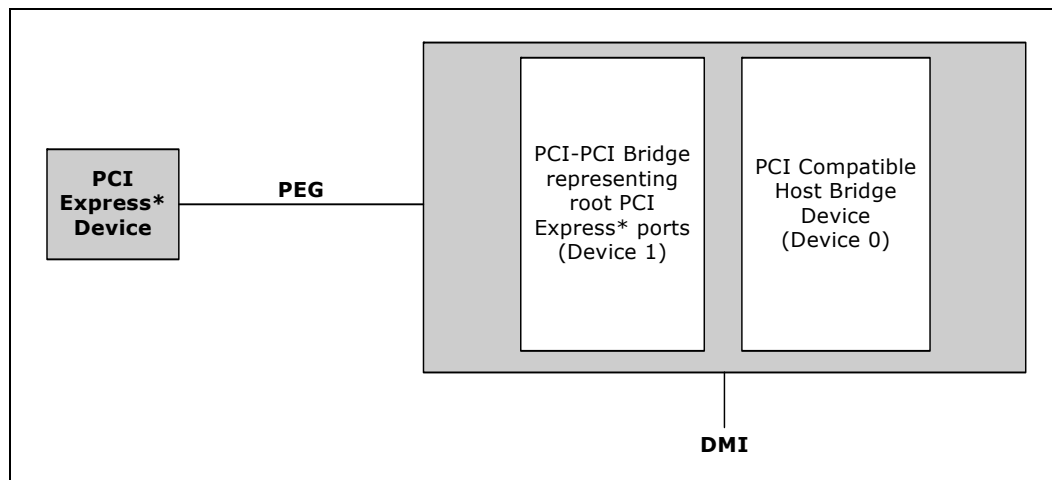 PCI
Express*
Device
PEG
PCI-PCI Bridge
representing
root PCI
Express* ports
(Device 1)
PCI Compatible
Host Bridge
Device
(Device 0)
DMI